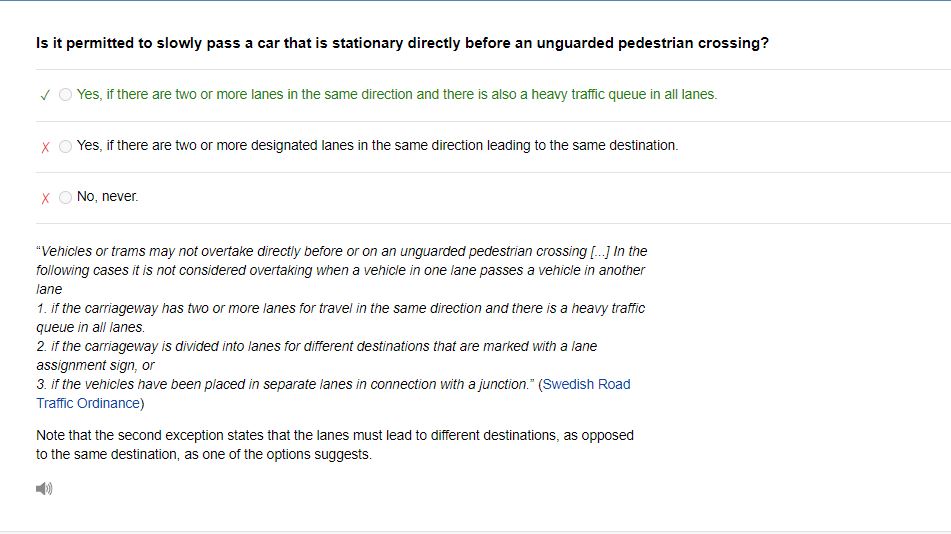 Is it permitted to slowly pass a car that is stationary directly before an unguarded pedestrian crossing?
✓ Yes, if there are two or more lanes in the same direction and there is also a heavy traffic queue in all lanes.
X Yes, if there are two or more designated lanes in the same direction leading to the same destination.
X No, never.
“Vehicles or trams may not overtake directly before or on an unguarded pedestrian crossing [...] In the
following cases it is not considered overtaking when a vehicle in one lane passes a vehicle in another
lane
1. if the carriageway has two or more lanes for travel in the same direction and there is a heavy traffic
queue in all lanes.
2. if the carriageway is divided into lanes for different destinations that are marked with a lane
assignment sign, or
3. if the vehicles have been placed in separate lanes in connection with a junction.” (Swedish Road
Traffic Ordinance)
Note that the second exception states that the lanes must lead to different destinations, as opposed
to the same destination, as one of the options suggests.